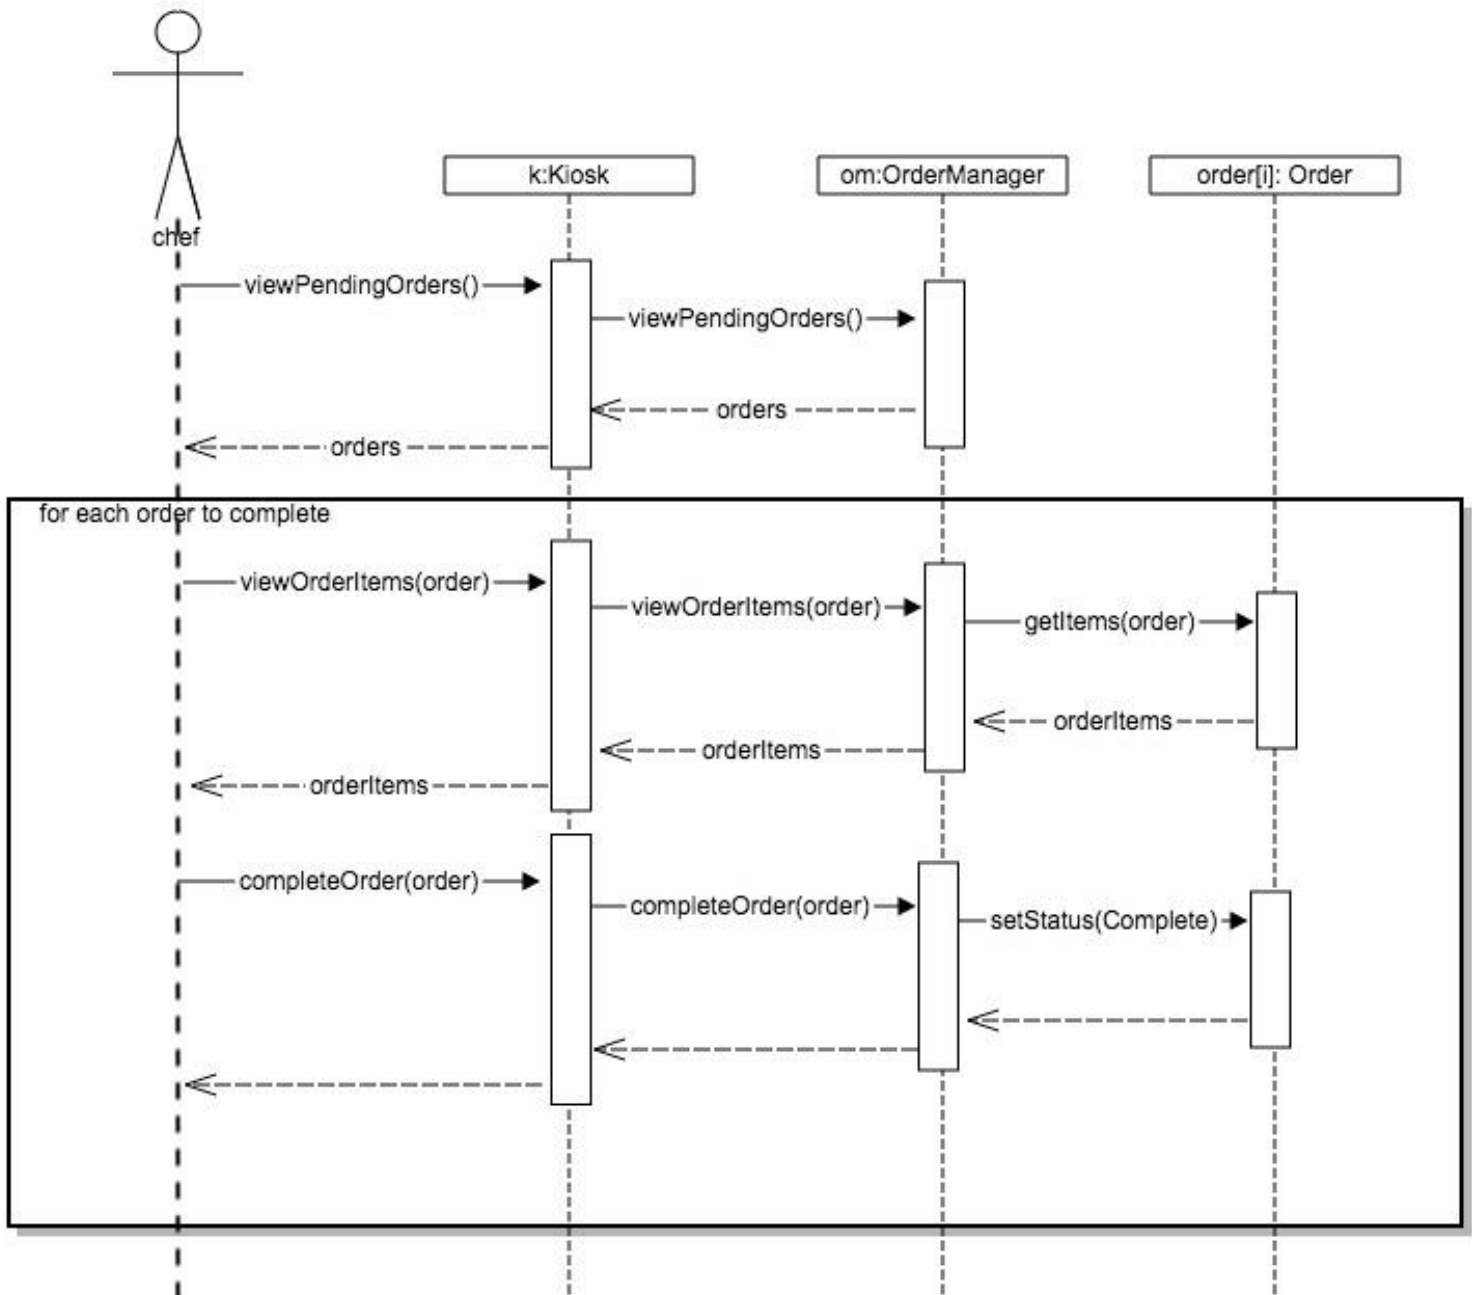 k:Kiosk
om:OrderManager
order[i]: Order
chef
viewPendingOrders()
viewPendingOrders()
orders
orders
for each order to complete
viewOrderItems(order)
viewOrderItems(order)
getItems(order)
orderItems
orderItems
orderItems
completeOrder(order)
completeOrder(order)
setStatus(Complete)